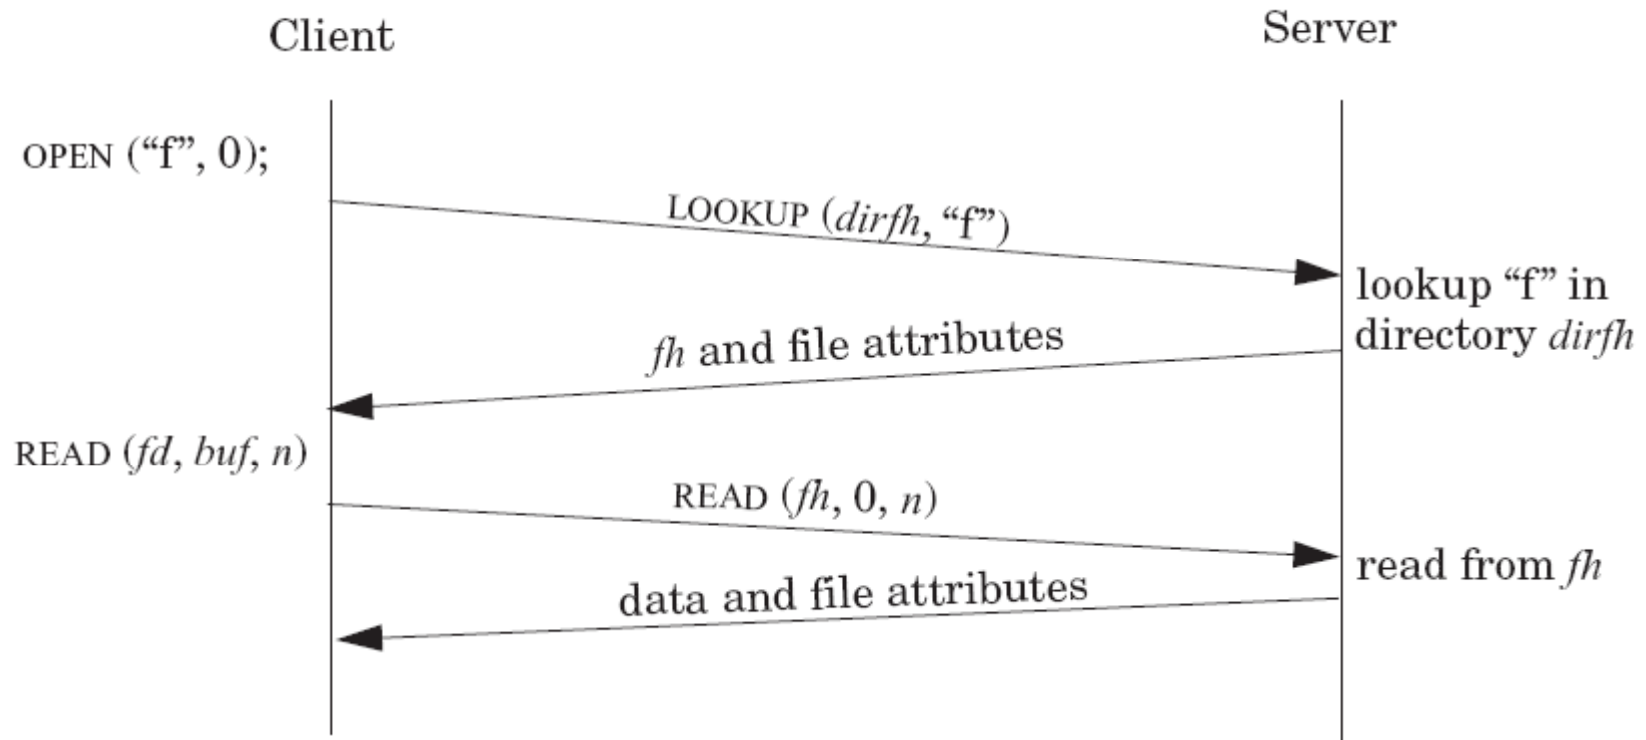 Client
Server
OPEN (“f”, 0);
LOOKUP (dirfh, “f”)
lookup “f” in
directory dirfh
fh and file attributes
READ (fd, buf, n)
READ (fh, 0, n)
read from fh
data and file attributes